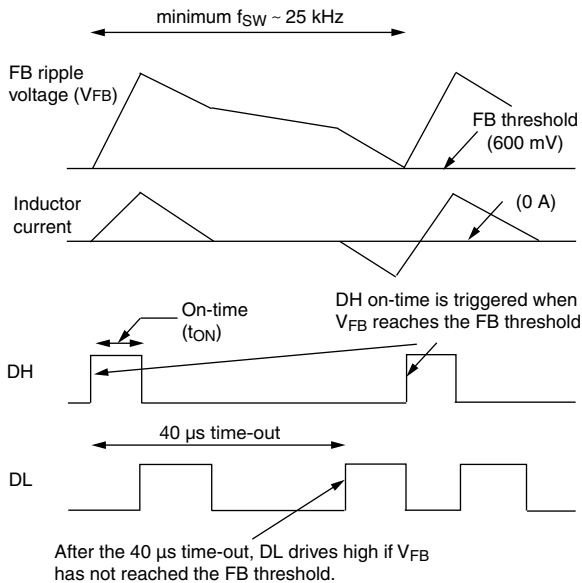 minimum fSW ~ 25 kHz
FB ripple
voltage (VFB)
FB threshold
(600 mV)
Inductor
current
(0 A)
DH on-time is triggered when
VFB reaches the FB threshold
On-time
(tON)
DH
40 µs time-out
DL
After the 40 µs time-out, DL drives high if VFB
has not reached the FB threshold.